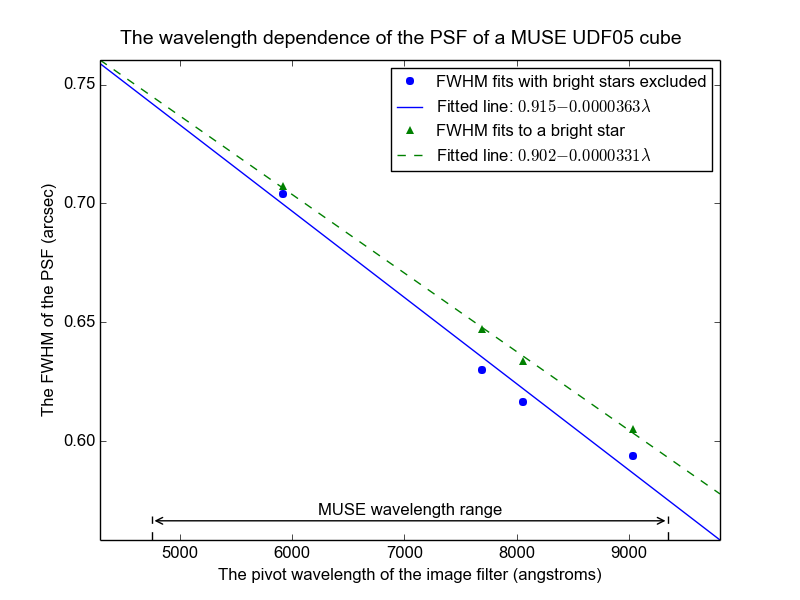 The wavelength dependence of the PSF of a MUSE UDF05 cube
FWHM fits with bright stars excluded
Fitted line: 0.915−0.0000363λ
FWHM fits to a bright star
Fitted line: 0.902−0.0000331λ
The FWHM of the PSF (arcsec)
0.75
0.70
0.65
0.60
MUSE wavelength range
5000 6000 7000 8000 9000
The pivot wavelength of the image filter (angstroms)